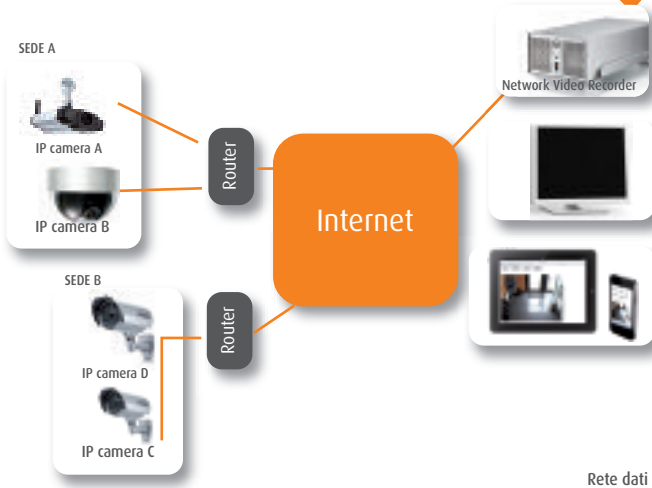 SEDE A
IP camera A
IP camera B
Router
Internet
Network Video Recorder
SEDE B
IP camera D
IP camera C
Router
Rete dati